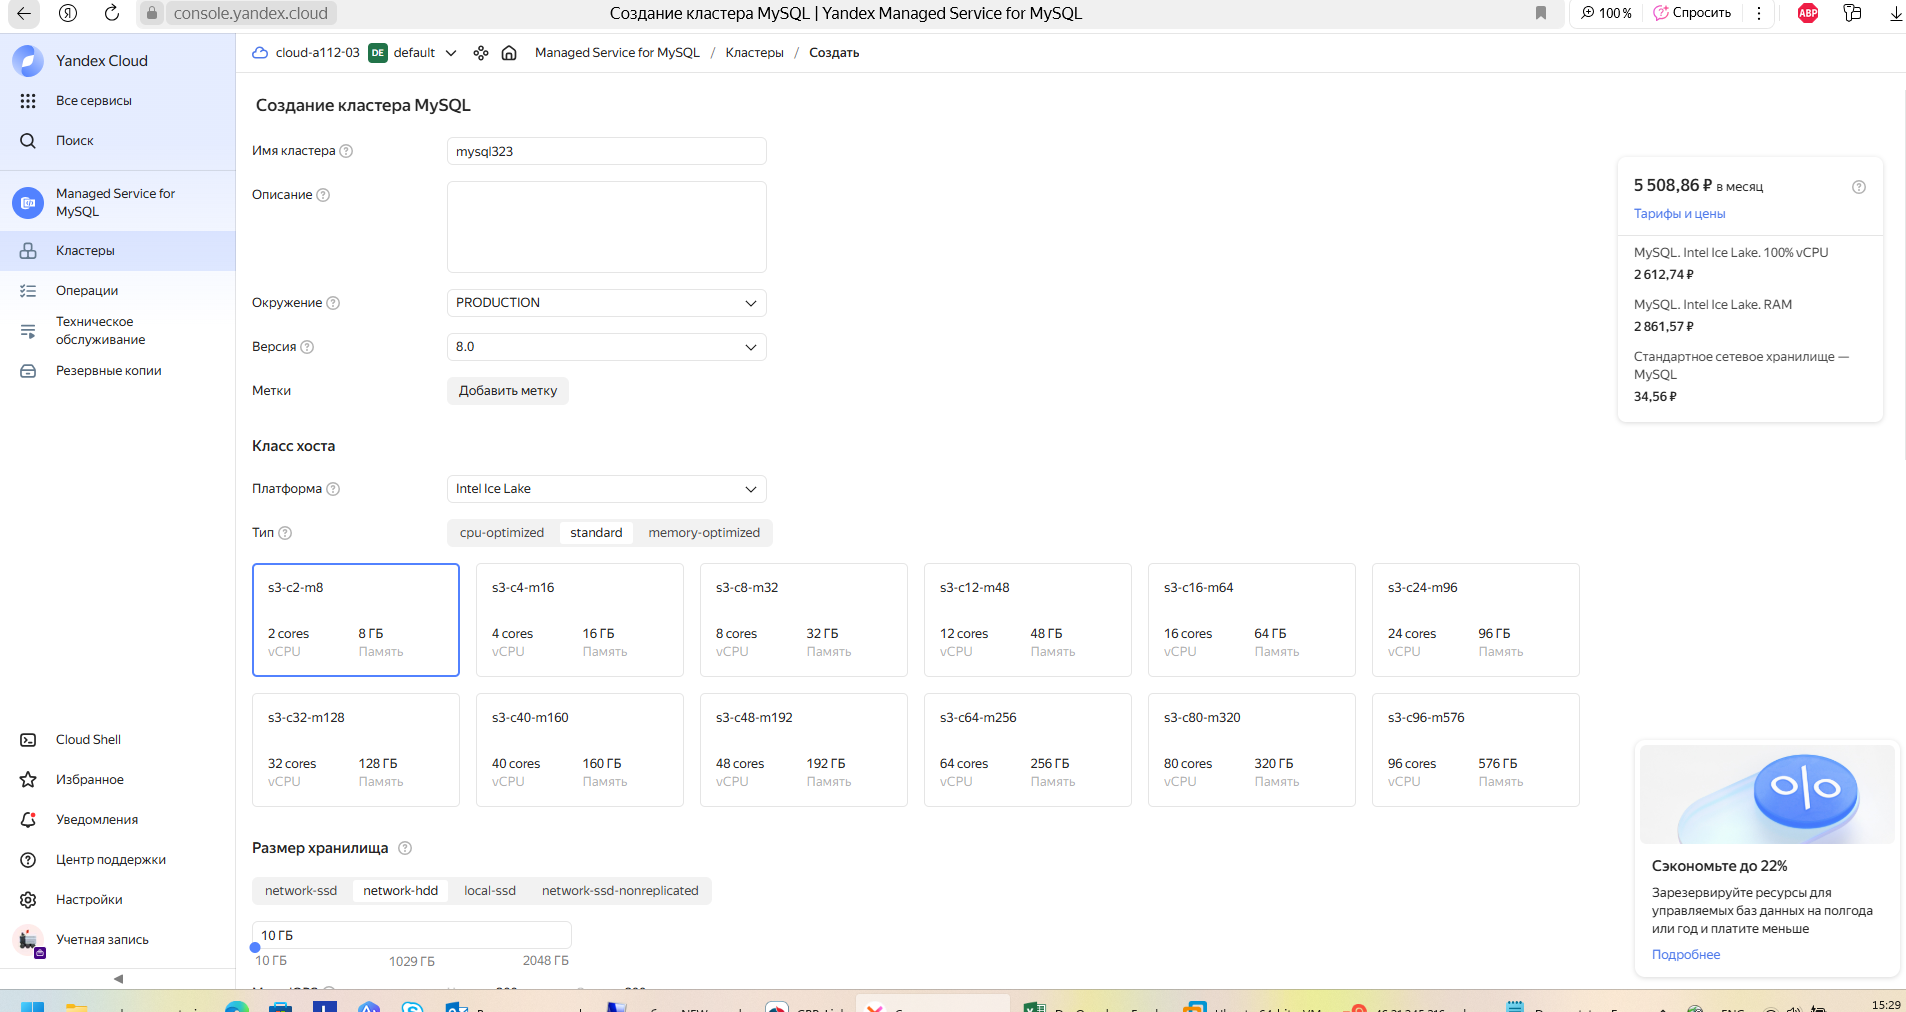 console.yandex.cloud
Создание кластера MySQL | Yandex Managed Service for MySQL
100 %
Спросить
ABP
Yandex Cloud
Все сервисы
Поиск
Managed Service for
MySQL
Кластеры
Операции
Техническое
обслуживание
Резервные копии
Cloud Shell
Избранное
Уведомления
Центр поддержки
Настройки
Учетная запись
cloud-a112-03 DE default
Managed Service for MySQL / Кластеры / Создать
Создание кластера MySQL
Имя кластера
mysql323
Описание
Окружение
PRODUCTION
Версия
8.0
Метки
Добавить метку
Класс хоста
Платформа
Intel Ice Lake
Тип
cpu-optimized standard memory-optimized
s3-c2-m8
2 cores 8 ГБ
vCPU Память
s3-c4-m16
4 cores 16 ГБ
vCPU Память
s3-c8-m32
8 cores 32 ГБ
vCPU Память
s3-c12-m48
12 cores 48 ГБ
vCPU Память
s3-c16-m64
16 cores 64 ГБ
vCPU Память
s3-c24-m96
24 cores 96 ГБ
vCPU Память
s3-c32-m128
32 cores 128 ГБ
vCPU Память
s3-c40-m160
40 cores 160 ГБ
vCPU Память
s3-c48-m192
48 cores 192 ГБ
vCPU Память
s3-c64-m256
64 cores 256 ГБ
vCPU Память
s3-c80-m320
80 cores 320 ГБ
vCPU Память
s3-c96-m576
96 cores 576 ГБ
vCPU Память
Размер хранилища
network-ssd network-hdd local-ssd network-ssd-nonreplicated
10 ГБ
10 ГБ 1029 ГБ 2048 ГБ
5 508,86 ₽ в месяц
Тарифы и цены
MySQL. Intel Ice Lake. 100% vCPU
2 612,74 ₽
MySQL. Intel Ice Lake. RAM
2 861,57 ₽
Стандартное сетевое хранилище —
MySQL
34,56 ₽
Сэкономьте до 22%
Зарезервируйте ресурсы для
управляемых баз данных на полгода
или год и платите меньше
Подробнее
15:29